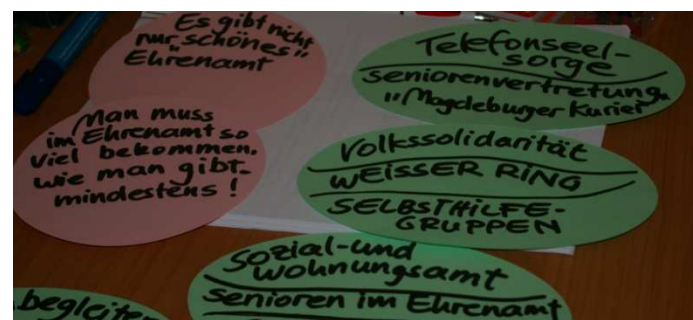 Es gibt nicht
nur „schönes"
Ehrenamt
Man muss
im Ehrenamt so
viel bekommen.
wie man gibt-
mindestens!
Telefonseel-
sorge
seniorenvertretung
"Magdeburger Kurier"
Volkssolidarität
WEISSER RING
SELBSTHILFE-
GRUPPEN
sozial-und
wohnungsamt
Senioren im Ehrenamt
begleiten